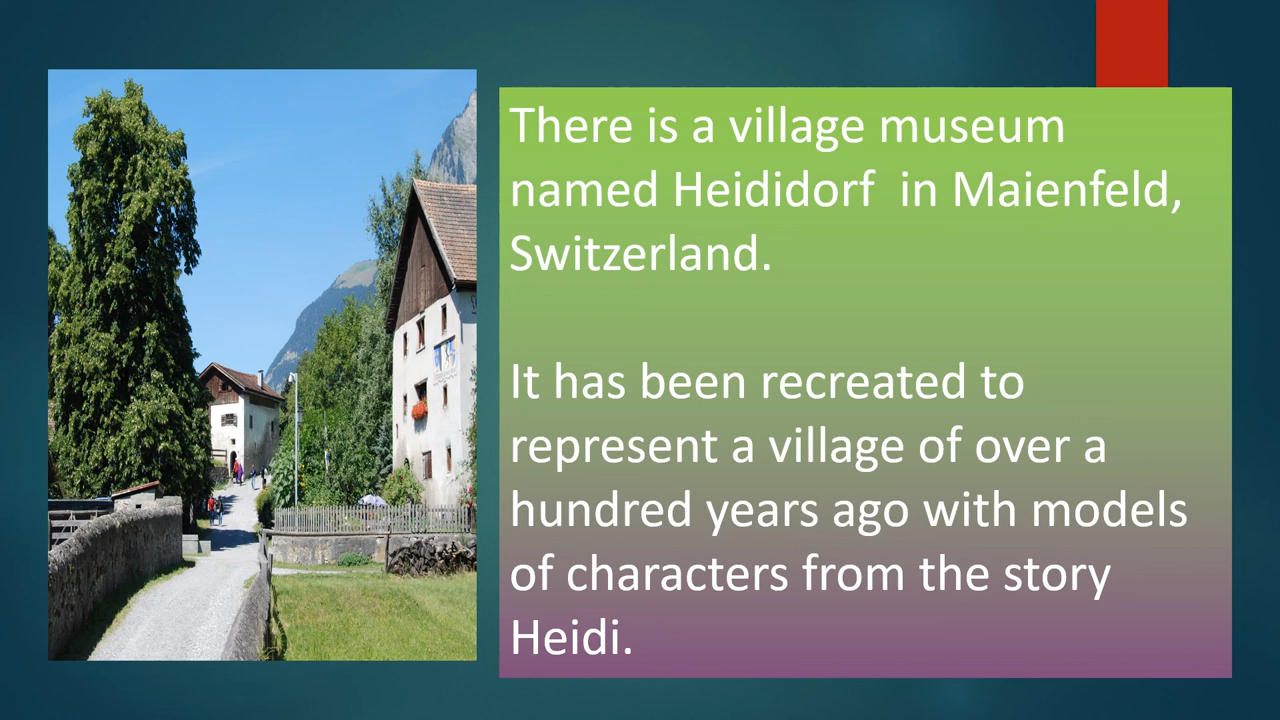 There is a village museum
named Heididorf  in Maienfeld,
Switzerland.
It has been recreated to
represent a village of over a
hundred years ago with models
of characters from the story
Heidi.